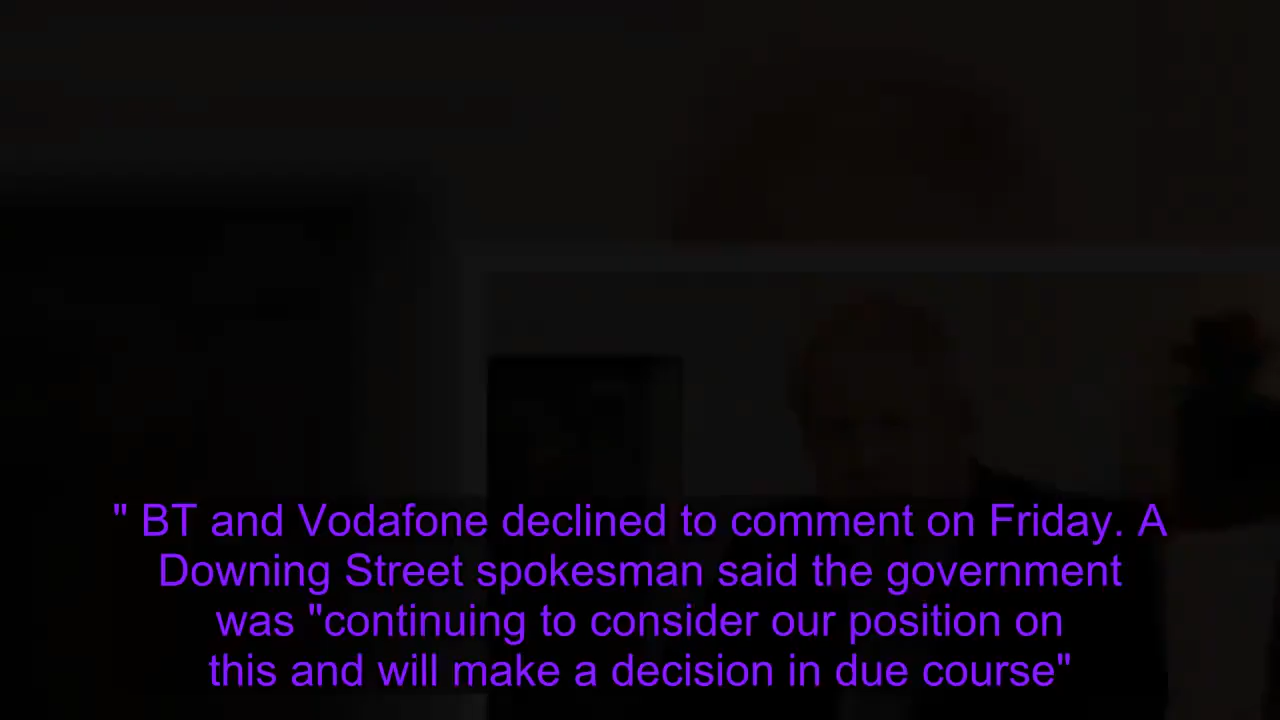 " BT and Vodafone declined to comment on Friday. A
Downing Street spokesman said the government
was "continuing to consider our position on
this and will make a decision in due course"